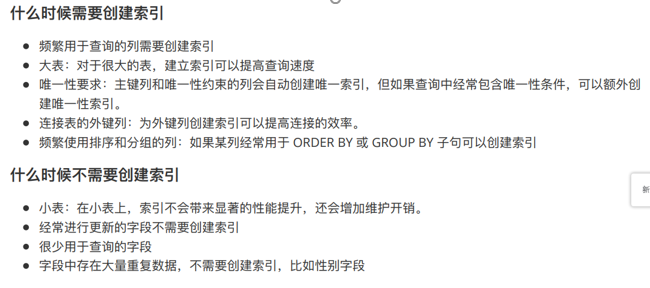 什么时候需要创建索引
频繁用于查询的列需要创建索引
大表：对于很大的表，建立索引可以提高查询速度
唯一性要求：主键列和唯一性约束的列会自动创建唯一索引，但如果查询中经常包含唯一性条件，可以额外创
建唯一性索引。
连接表的外键列：为外键列创建索引可以提高连接的效率。
频繁使用排序和分组的列：如果某列经常用于 ORDER BY 或 GROUP BY 子句可以创建索引
什么时候不需要创建索引
小表：在小表上，索引不会带来显著的性能提升，还会增加维护开销。
新
经常进行更新的字段不需要创建索引
很少用于查询的字段
字段中存在大量重复数据，不需要创建索引，比如性别字段